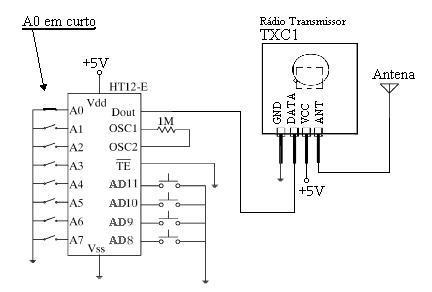 A0 em curto
+5V
HT12-E
Vdd
A0
A1
A2
A3
A4
A5
A6
A7
Vss
Dout
OSC1
OSC2
TE
AD11
AD10
AD9
AD8
1M
Rádio Transmissor
TXC1
GND
DATA
VCC
ANT
+5V
Antena